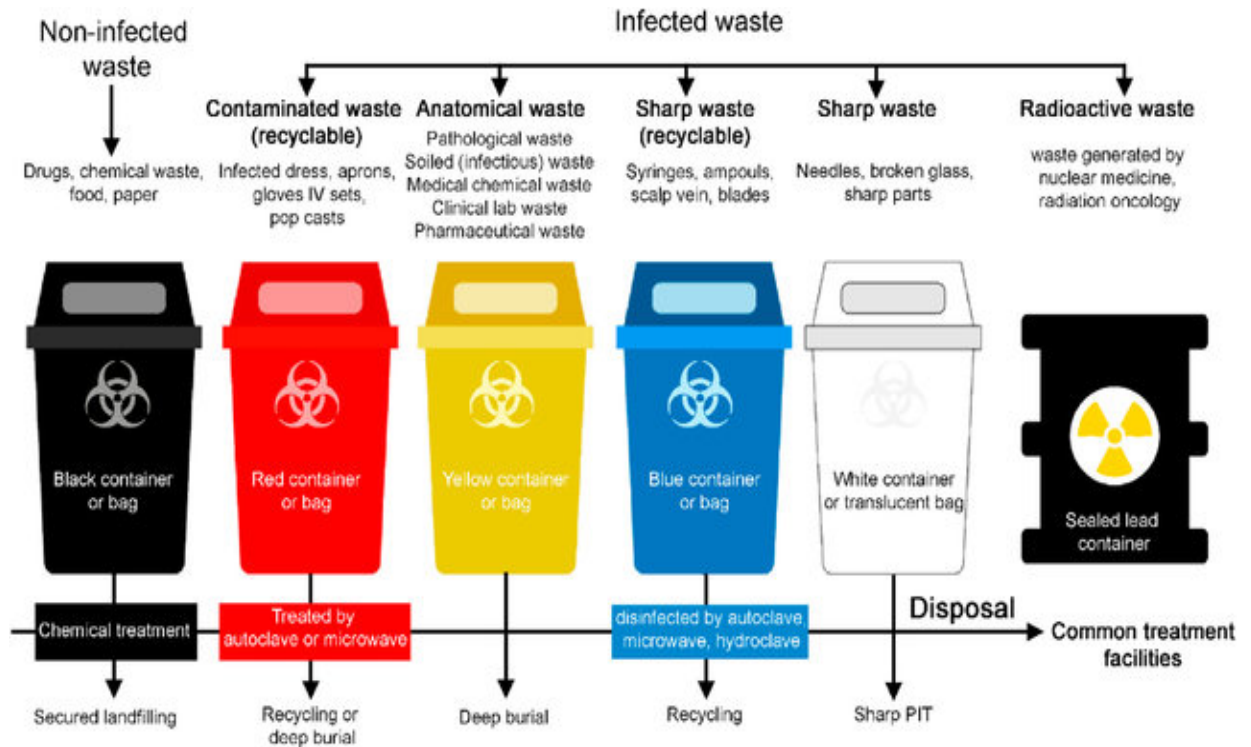 Non-infected
waste
Infected waste
Contaminated waste
(recyclable)
Anatomical waste
Sharp waste
(recyclable)
Sharp waste
Radioactive waste
Drugs, chemical waste,
food, paper
Infected dress, aprons,
gloves IV sets,
pop casts
Pathological waste
Soiled (infectious) waste
Medical chemical waste
Clinical lab waste
Pharmaceutical waste
Syringes, ampouls,
scalp vein, blades
Needles, broken glass,
sharp parts
waste generated by
nuclear medicine,
radiation oncology
Black container
or bag
Red container
or bag
Yellow container
or bag
Blue container
or bag
White container
or translucent bag
Sealed lead
container
Chemical treatment
Treated by
autoclave or microwave
disinfected by autoclave,
microwave, hydroclave
Disposal
Common treatment
facilities
Secured landfilling
Recycling or
deep burial
Deep burial
Recycling
Sharp PIT